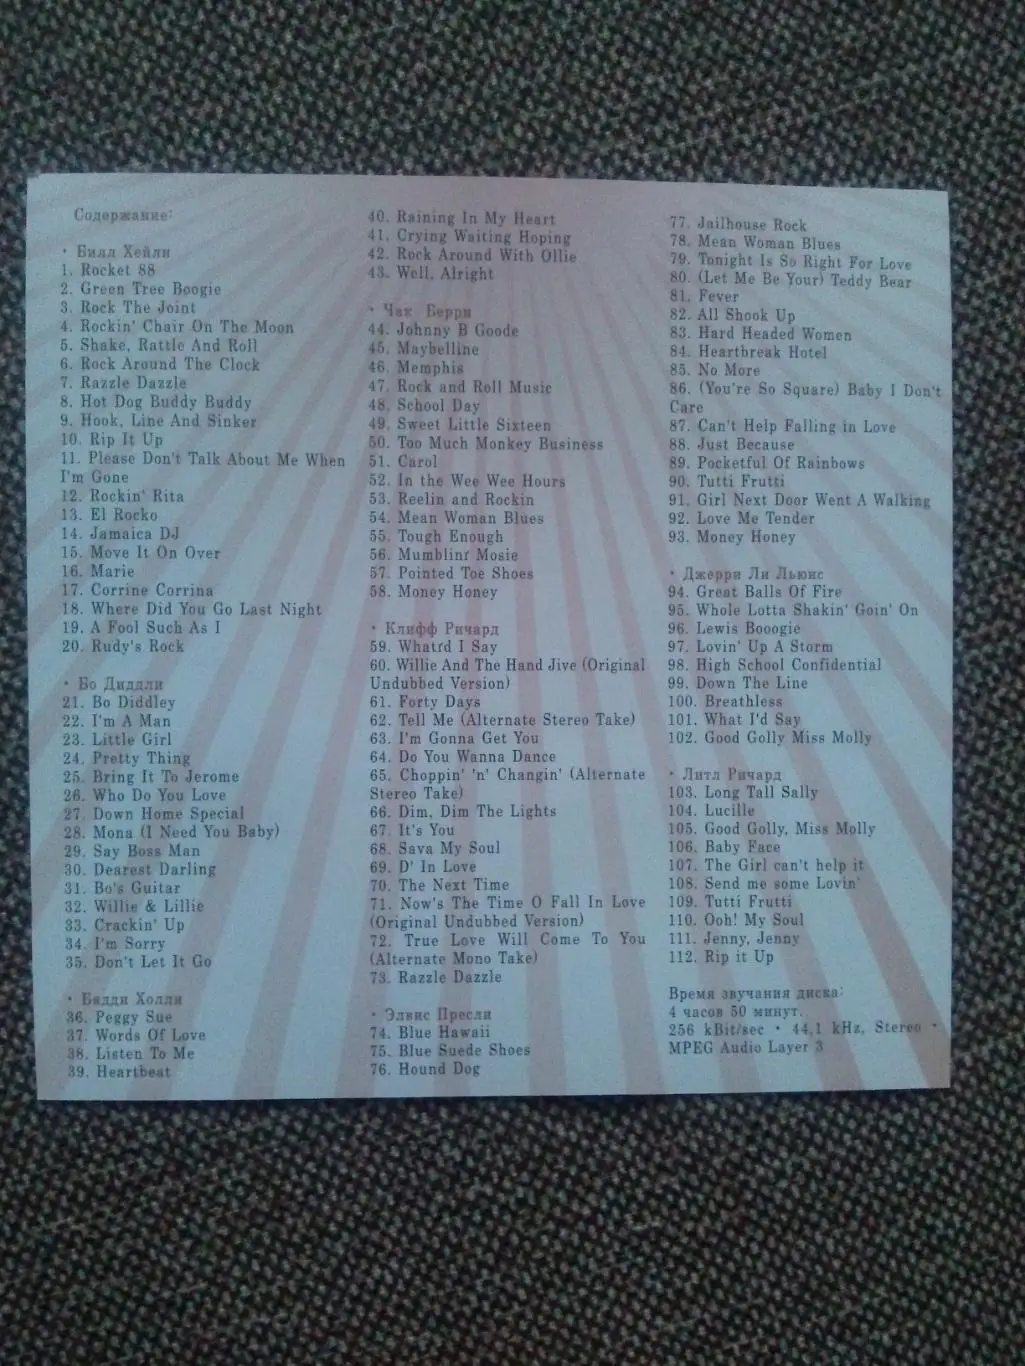 Содержание:
• Билл Хейли
1. Rocket 88
2. Green Tree Boogie
3. Rock The Joint
4. Rockin' Chair On The Moon
5. Shake, Rattle And Roll
6. Rock Around The Clock
7. Razzle Dazzle
8. Hot Dog Buddy Buddy
9. Hook, Line And Sinker
10. Rip It Up
11. Please Don't Talk About Me When
I'm Gone
12. Rockin' Rita
13. El Rocko
14. Jamaica DJ
15. Move It On Over
16. Marie
17. Corrine Corrina
18. Where Did You Go Last Night
19. A Fool Such As I
20. Rudy's Rock
• Бо Диддли
21. Bo Diddley
22. I'm A Man
23. Little Girl
24. Pretty Thing
25. Bring It To Jerome
26. Who Do You Love
27. Down Home Special
28. Mona (I Need You Baby)
29. Say Boss Man
30. Dearest Darling
31. Bo's Guitar
32. Willie & Lillie
33. Crackin' Up
34. I'm Sorry
35. Don't Let It Go
• Бадди Холли
36. Peggy Sue
37. Words Of Love
38. Listen To Me
39. Heartbeat
40. Raining In My Heart
41. Crying Waiting Hoping
42. Rock Around With Ollie
43. Well, Alright
• Чак Берри
44. Johnny B Goode
45. Maybelline
46. Memphis
47. Rock and Roll Music
48. School Day
49. Sweet Little Sixteen
50. Too Much Monkey Business
51. Carol
52. In the Wee Wee Hours
53. Reelin and Rockin
54. Mean Woman Blues
55. Tough Enough
56. Mumblinr Mosie
57. Pointed Toe Shoes
58. Money Honey
• Клифф Ричард
59. Whatrd I Say
60. Willie And The Hand Jive (Original
Undubbed Version)
61. Forty Days
62. Tell Me (Alternate Stereo Take)
63. I'm Gonna Get You
64. Do You Wanna Dance
65. Choppin' 'n' Changin' (Alternate
Stereo Take)
66. Dim, Dim The Lights
67. It's You
68. Sava My Soul
69. D' In Love
70. The Next Time
71. Now's The Time O Fall In Love
(Original Undubbed Version)
72. True Love Will Come To You
(Alternate Mono Take)
73. Razzle Dazzle
• Элвис Пресли
74. Blue Hawaii
75. Blue Suede Shoes
76. Hound Dog
77. Jailhouse Rock
78. Mean Woman Blues
79. Tonight Is So Right For Love
80. (Let Me Be Your) Teddy Bear
81. Fever
82. All Shook Up
83. Hard Headed Women
84. Heartbreak Hotel
85. No More
86. (You're So Square) Baby I Don't
Care
87. Can't Help Falling in Love
88. Just Because
89. Pocketful Of Rainbows
90. Tutti Frutti
91. Girl Next Door Went A Walking
92. Love Me Tender
93. Money Honey
• Джерри Ли Льюис
94. Great Balls Of Fire
95. Whole Lotta Shakin' Goin' On
96. Lewis Booogie
97. Lovin' Up A Storm
98. High School Confidential
99. Down The Line
100. Breathless
101. What I'd Say
102. Good Golly Miss Molly
• Литл Ричард
103. Long Tall Sally
104. Lucille
105. Good Golly, Miss Molly
106. Baby Face
107. The Girl can't help it
108. Send me some Lovin'
109. Tutti Frutti
110. Ooh! My Soul
111. Jenny, Jenny
112. Rip it Up
Время звучания диска:
4 часов 50 минут.
256 kBit/sec • 44,1 kHz, Stereo •
MPEG Audio Layer 3